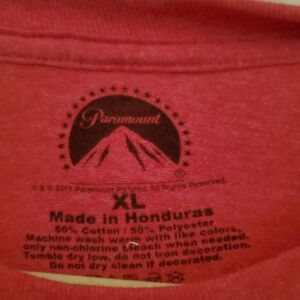 Paramount
®
® & © 2011 Paramount Pictures. All Rights Reserved.
XL
Made in Honduras
50% Cotton / 50% Polyester
Machine wash warm with like colors,
only non-chlorine bleach when needed,
Tumble dry low, do not iron decoration.
Do not dry clean if decorated.